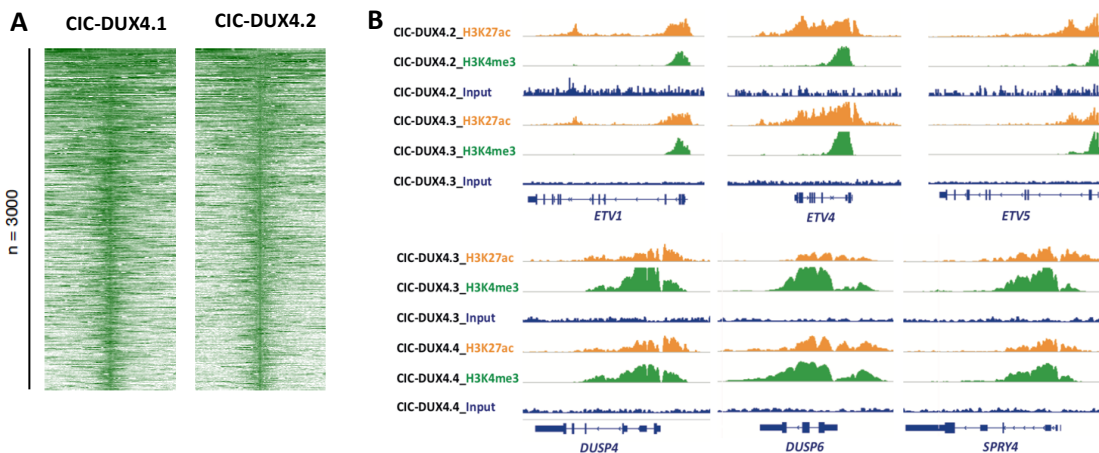 A
CIC-DUX4.1
CIC-DUX4.2
n = 3000
B
CIC-DUX4.2_H3K27ac
CIC-DUX4.2_H3K4me3
CIC-DUX4.2_Input
CIC-DUX4.3_H3K27ac
CIC-DUX4.3_H3K4me3
CIC-DUX4.3_Input
ETV1
ETV4
ETV5
CIC-DUX4.3_H3K27ac
CIC-DUX4.3_H3K4me3
CIC-DUX4.3_Input
CIC-DUX4.4_H3K27ac
CIC-DUX4.4_H3K4me3
CIC-DUX4.4_Input
DUSP4
DUSP6
SPRY4